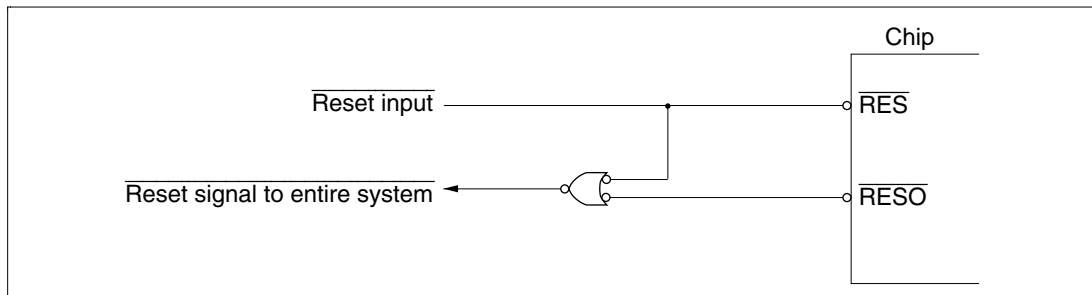 Chip
Reset input
RES
Reset signal to entire system
RESO